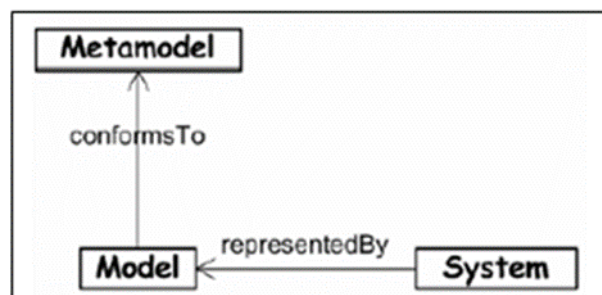 Metamodel
conformsTo
representedBy
Model
System